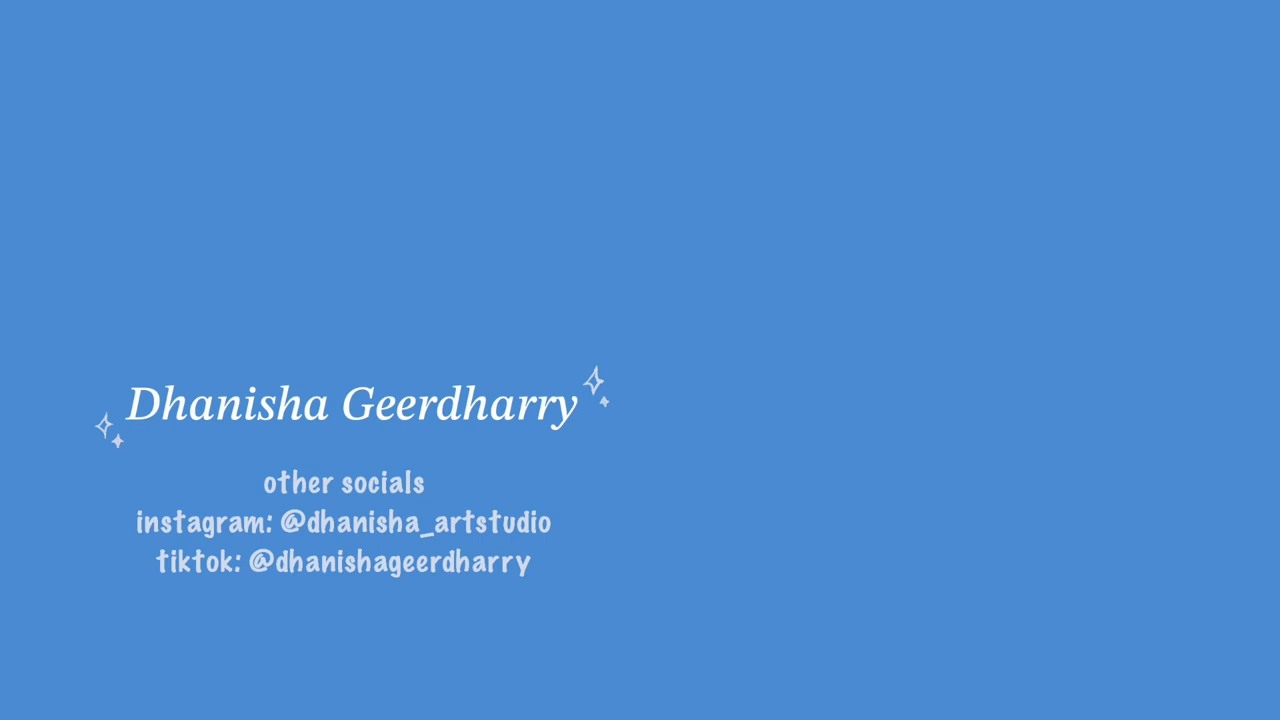 Dhanisha Geerdharry
other socials
instagram: @dhanisha_artstudio
tiktok: @dhanishageerdharry